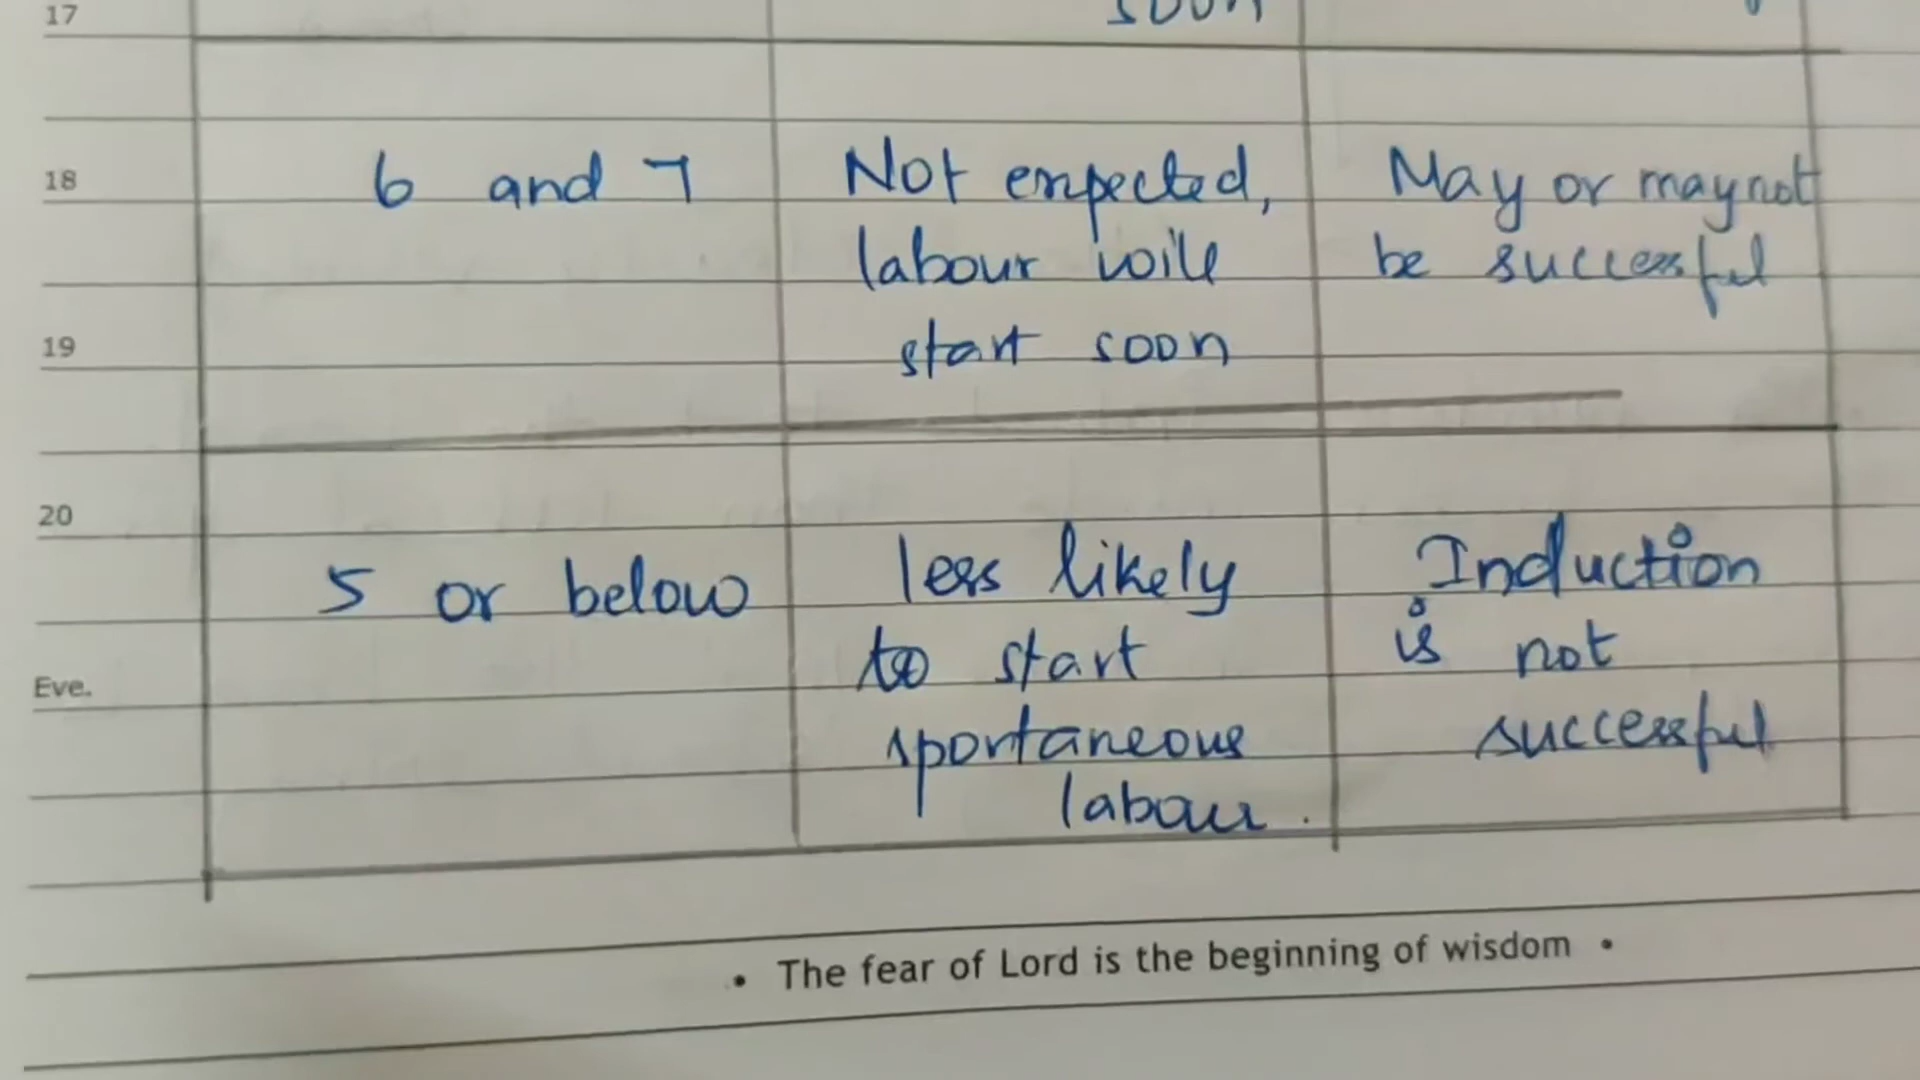 17
soon
18
6 and 7
Not expected,
labour will
start soon
May or may not
be successful
19
20
5 or below
less likely
to start
spontaneous
labour.
Induction
is not
successful
Eve.
• The fear of Lord is the beginning of wisdom •